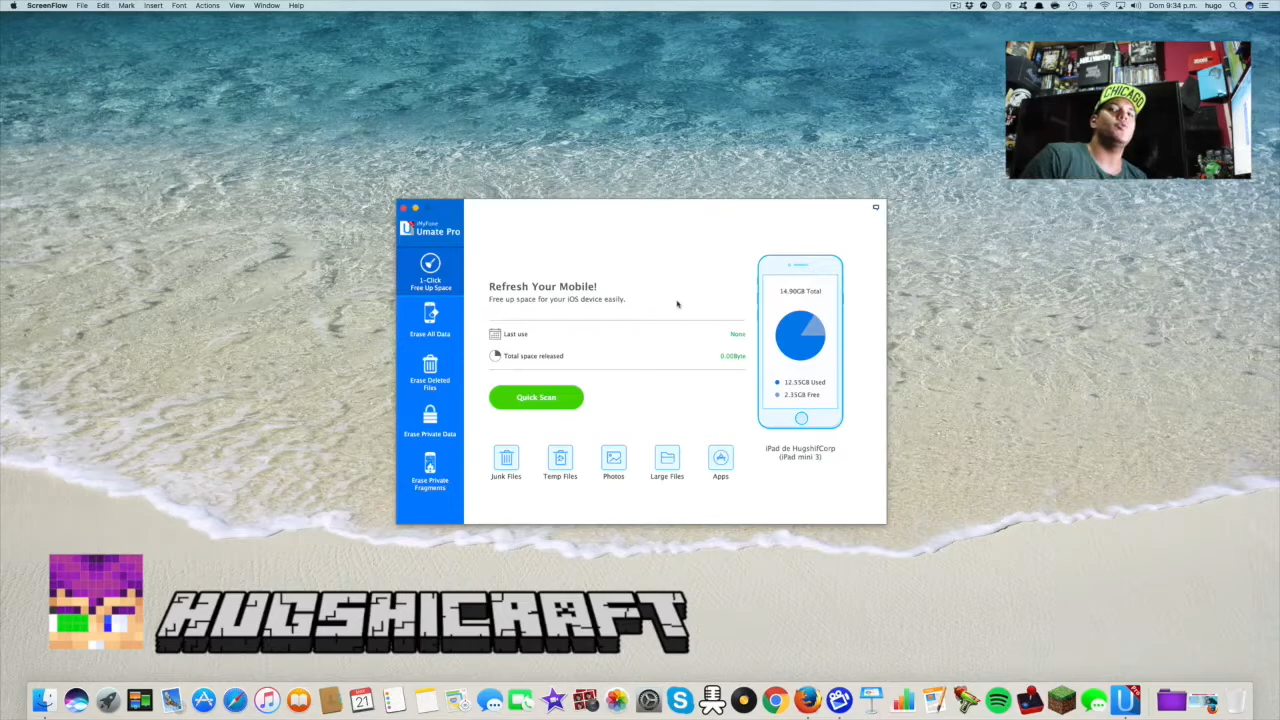 ScreenFlow File Edit Mark Insert Font Actions View Window Help
Dom 9:34 p.m. hugo
CHICAGO
iMyFone
Umate Pro
1-Click
Free Up Space
Erase All Data
Erase Deleted
Files
Erase Private Data
Erase Private
Fragments
Refresh Your Mobile!
Free up space for your iOS device easily.
Last use None
Total space released 0.00Byte
Quick Scan
Junk Files Temp Files Photos Large Files Apps
14.90GB Total
12.55GB Used
2.35GB Free
iPad de HugshifCorp
(iPad mini 3)
HUGSHICRAFT
21